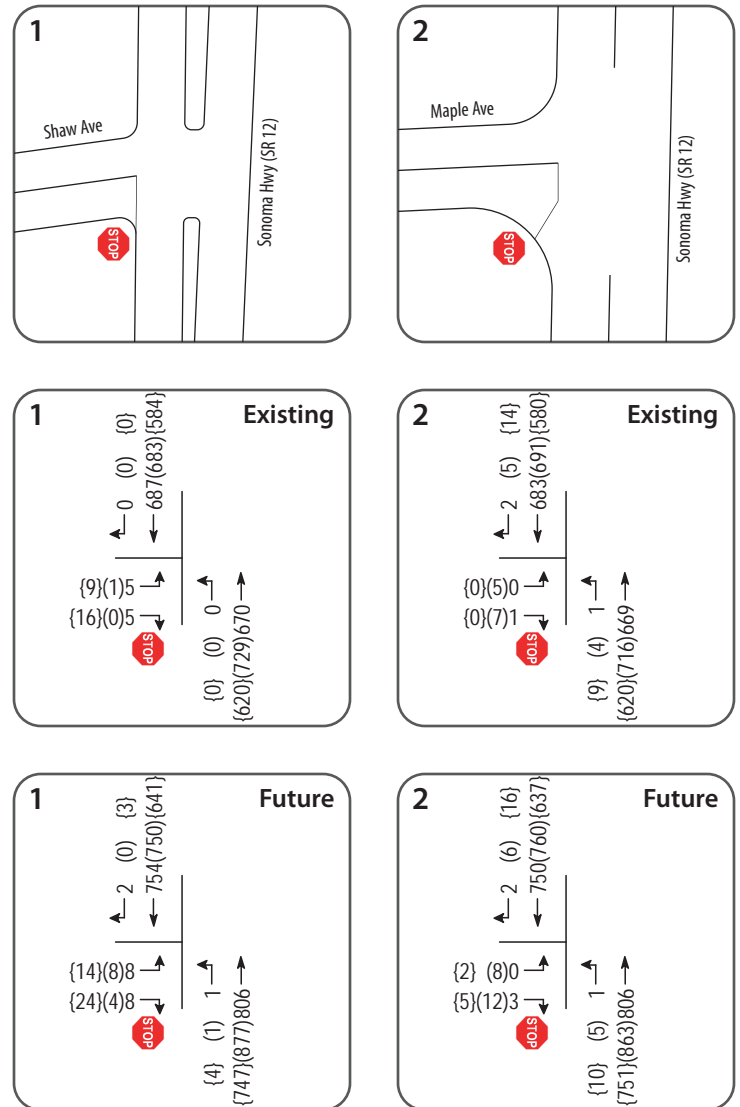 1
Shaw Ave
Sonoma Hwy (SR 12)
STOP
2
Maple Ave
Sonoma Hwy (SR 12)
STOP
1
Existing
0 (0) {0}
687(683){584}
{9}(1)5
{16}(0)5
STOP
{0} (0) 0
{620}(729)670
2
Existing
2 (5) {14}
683(691){580}
{0}(5)0
{0}(7)1
STOP
{9} (4) 1
{620}(716)669
1
Future
2 (0) {3}
754(750){641}
{14}(8)8
{24}(4)8
STOP
{4} (1) 1
{747}(877)806
2
Future
2 (6) {16}
750(760){637}
{2} (8)0
{5}(12)3
STOP
{10} (5) 1
{751}(863)806